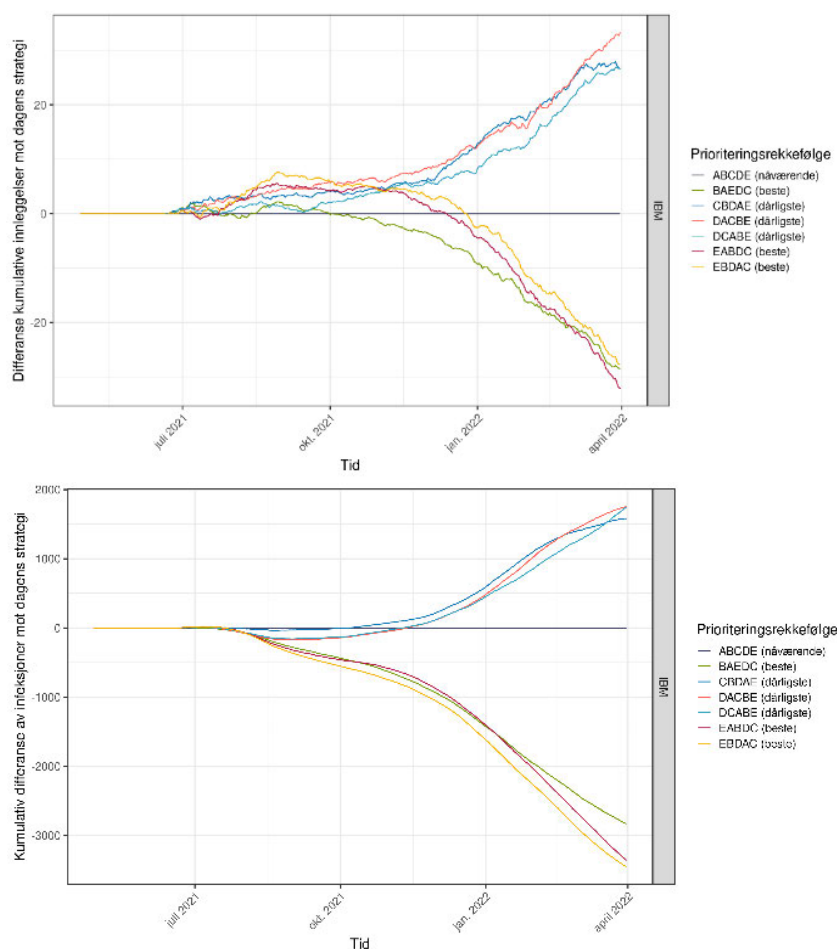 Differanse kumulative innleggelser mot dagens strategi
20
0
-20
juli 2021
okt. 2021
jan. 2022
april 2022
Tid
IBM
Prioriteringsrekkefølge
ABCDE (nåværende)
BAEDC (beste)
CBDAE (dårligste)
DACBE (dårligste)
DCABE (dårligste)
EABDC (beste)
EBDAC (beste)
Kumulativ differanse av infeksjoner mot dagens strategi
2000
1000
0
-1000
-2000
-3000
juli 2021
okt. 2021
jan. 2022
april 2022
Tid
IBM
Prioriteringsrekkefølge
ABCDE (nåværende)
BAEDC (beste)
CBDAE (dårligste)
DACBE (dårligste)
DCABE (dårligste)
EABDC (beste)
EBDAC (beste)